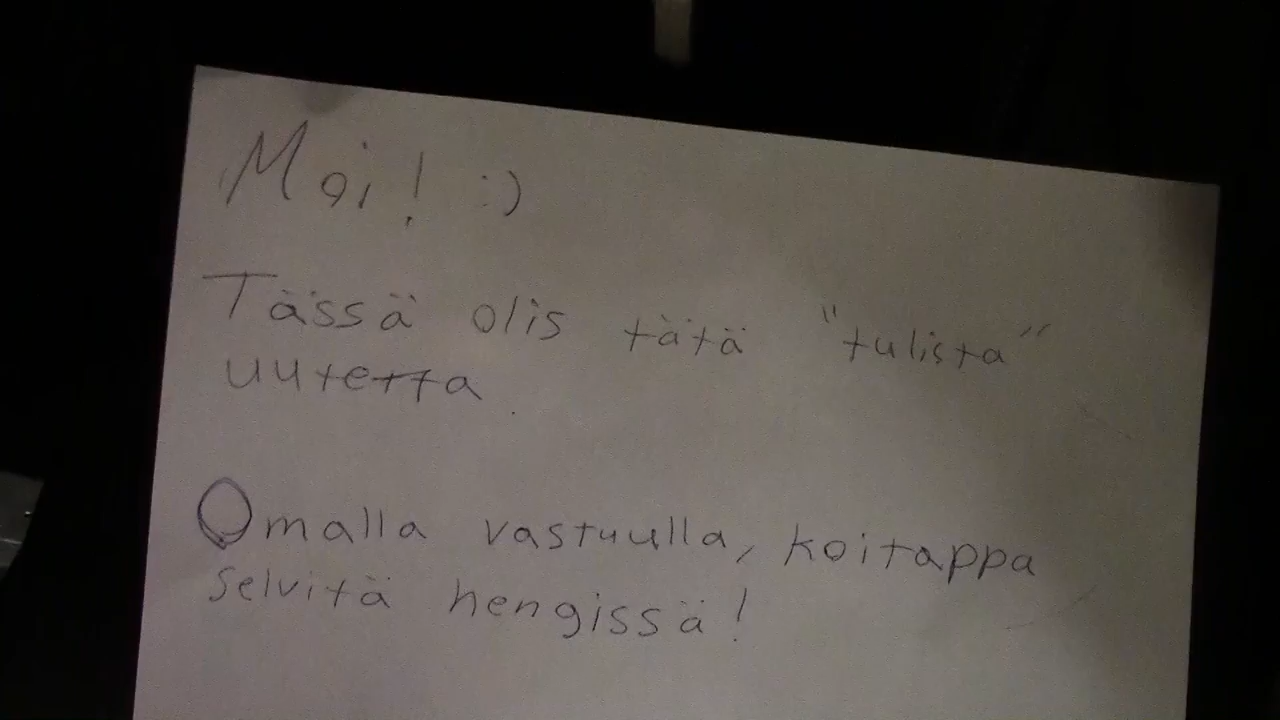 Moi! :)
Tässä olis tätä "tulista"
uutetta.
Omalla vastuulla, koitappa
selvitä hengissä!